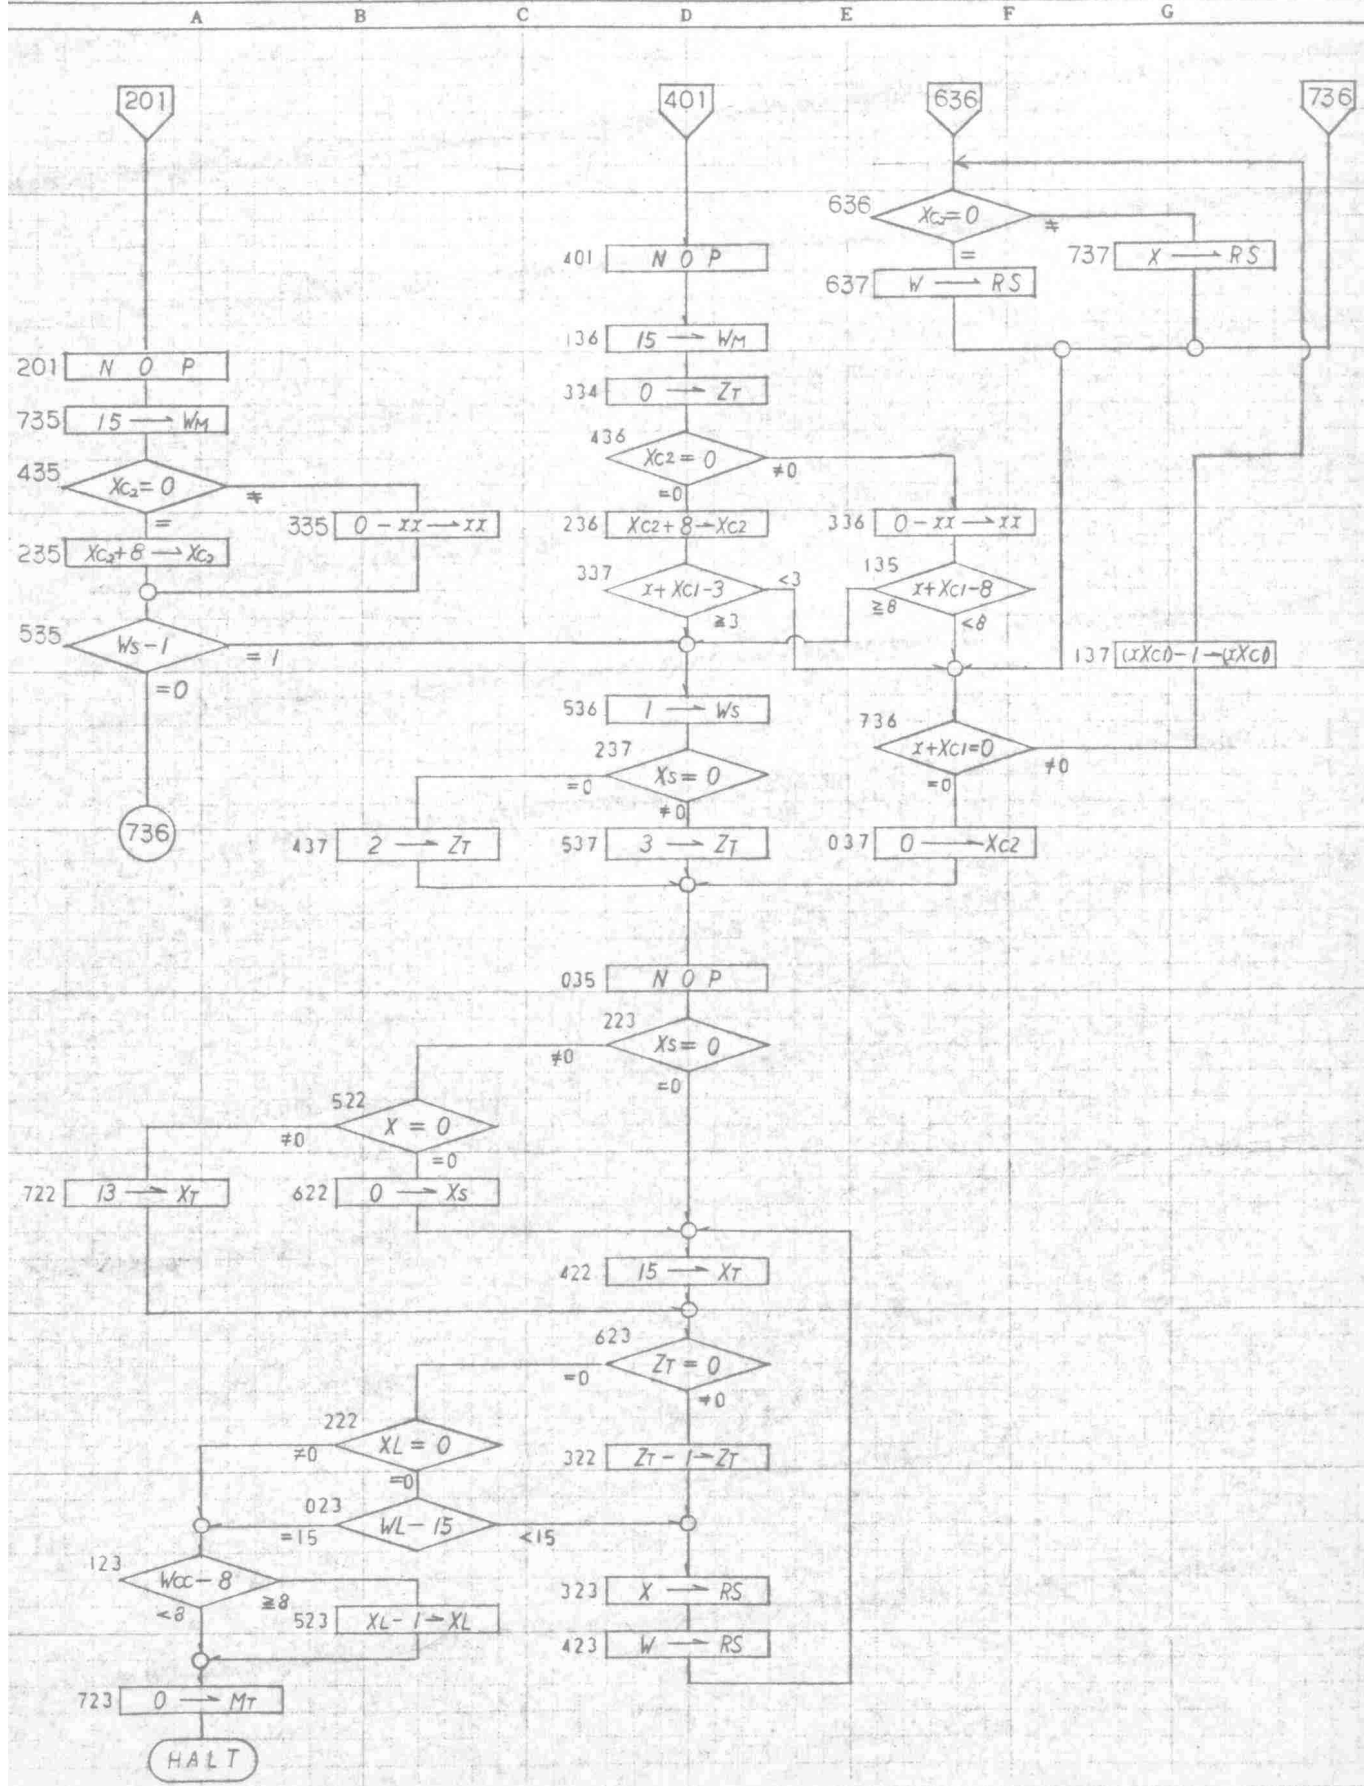 A B C D E F G
201 401 636 736
636 Xc₂=0
≠
=
401 N O P
737 X → RS
637 W → RS
136 15 → WM
201 N O P
334 0 → ZT
735 15 → WM
436 Xc2 = 0
≠0
=0
435 Xc₂= 0
≠
=
335 0 - xx → xx
236 Xc2 + 8 → Xc2
336 0 - xx → xx
235 Xc₂+8 → Xc₂
337 x + Xc1 - 3
<3
≧3
135 x + Xc1 - 8
≧8
<8
535 Ws - 1
= 1
=0
137 (xXc1) - 1 → (xXc1)
536 1 → Ws
736 x + Xc1=0
≠0
=0
237 Xs = 0
=0
≠0
736
437 2 → ZT
537 3 → ZT
037 0 → Xc2
035 N O P
223 Xs = 0
≠0
=0
522 X = 0
≠0
=0
722 13 → XT
622 0 → Xs
422 15 → XT
623 ZT = 0
=0
≠0
222 XL = 0
≠0
=0
322 ZT - 1 → ZT
023 WL - 15
=15
<15
123 Wcc - 8
<8
≧8
323 X → RS
523 XL - 1 → XL
423 W → RS
723 0 → MT
HALT